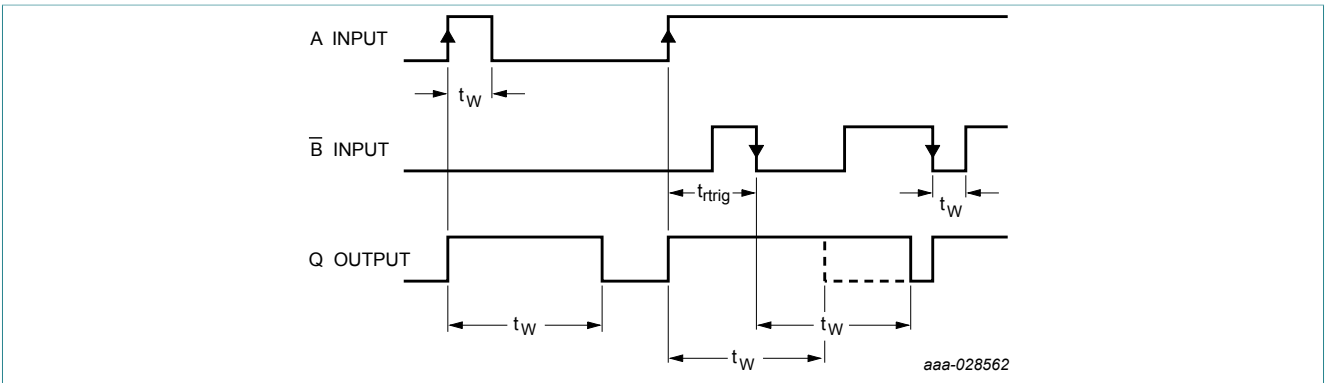 A INPUT
tW
B̅ INPUT
trtrig
tW
Q OUTPUT
tW
tW
tW
aaa-028562